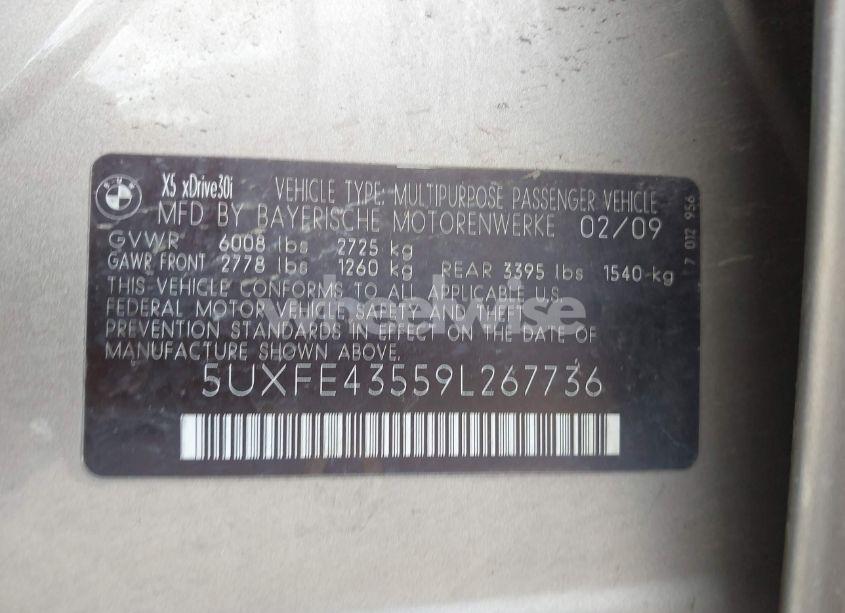 BMW
X5 xDrive30i VEHICLE TYPE: MULTIPURPOSE PASSENGER VEHICLE
MFD BY BAYERISCHE MOTORENWERKE 02/09
GVWR 6008 lbs 2725 kg
GAWR FRONT 2778 lbs 1260 kg REAR 3395 lbs 1540-kg
THIS VEHICLE CONFORMS TO ALL APPLICABLE U.S.
FEDERAL MOTOR VEHICLE SAFETY AND THEFT
PREVENTION STANDARDS IN EFFECT ON THE DATE OF
MANUFACTURE SHOWN ABOVE.
5UXFE43559L267736
7 012 956
wheelwise